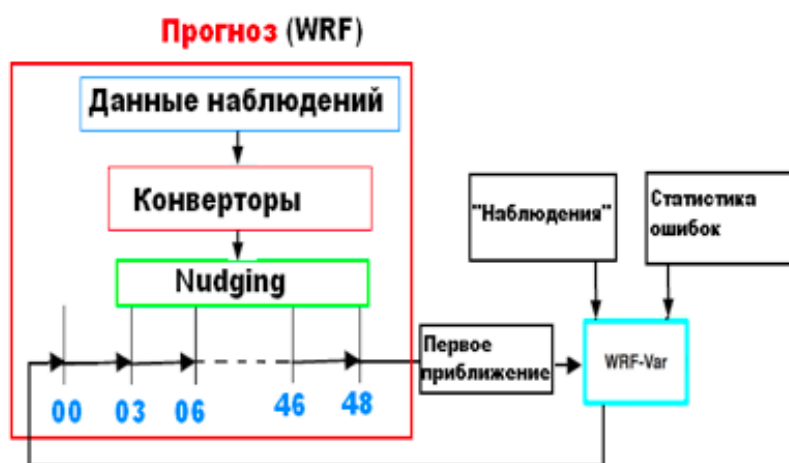 Прогноз (WRF)
Данные наблюдений
Конверторы
Nudging
"Наблюдения"
Статистика
ошибок
Первое
приближение
WRF-Var
00 03 06 46 48